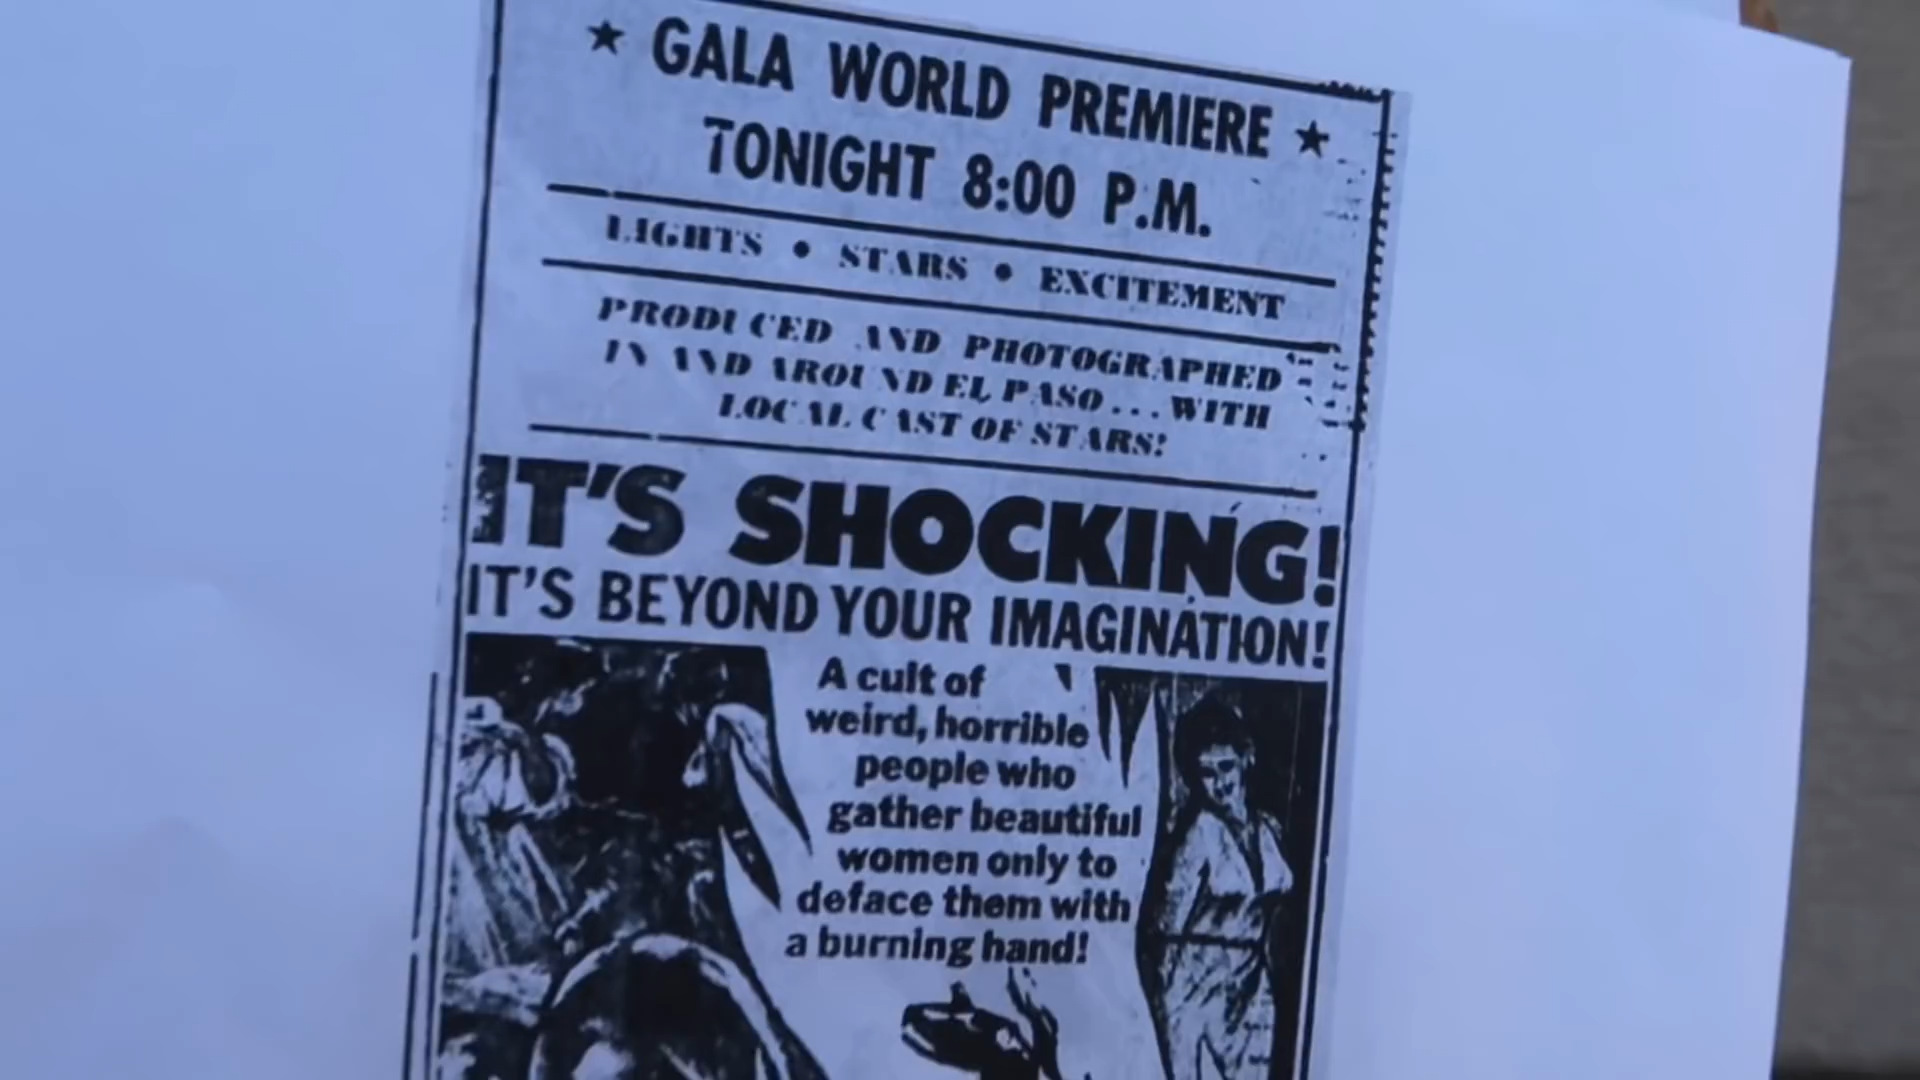 ★ GALA WORLD PREMIERE ★
TONIGHT 8:00 P.M.
LIGHTS • STARS • EXCITEMENT
PRODUCED AND PHOTOGRAPHED
IN AND AROUND EL PASO... WITH
LOCAL CAST OF STARS!
IT'S SHOCKING!
IT'S BEYOND YOUR IMAGINATION!
A cult of
weird, horrible
people who
gather beautiful
women only to
deface them with
a burning hand!